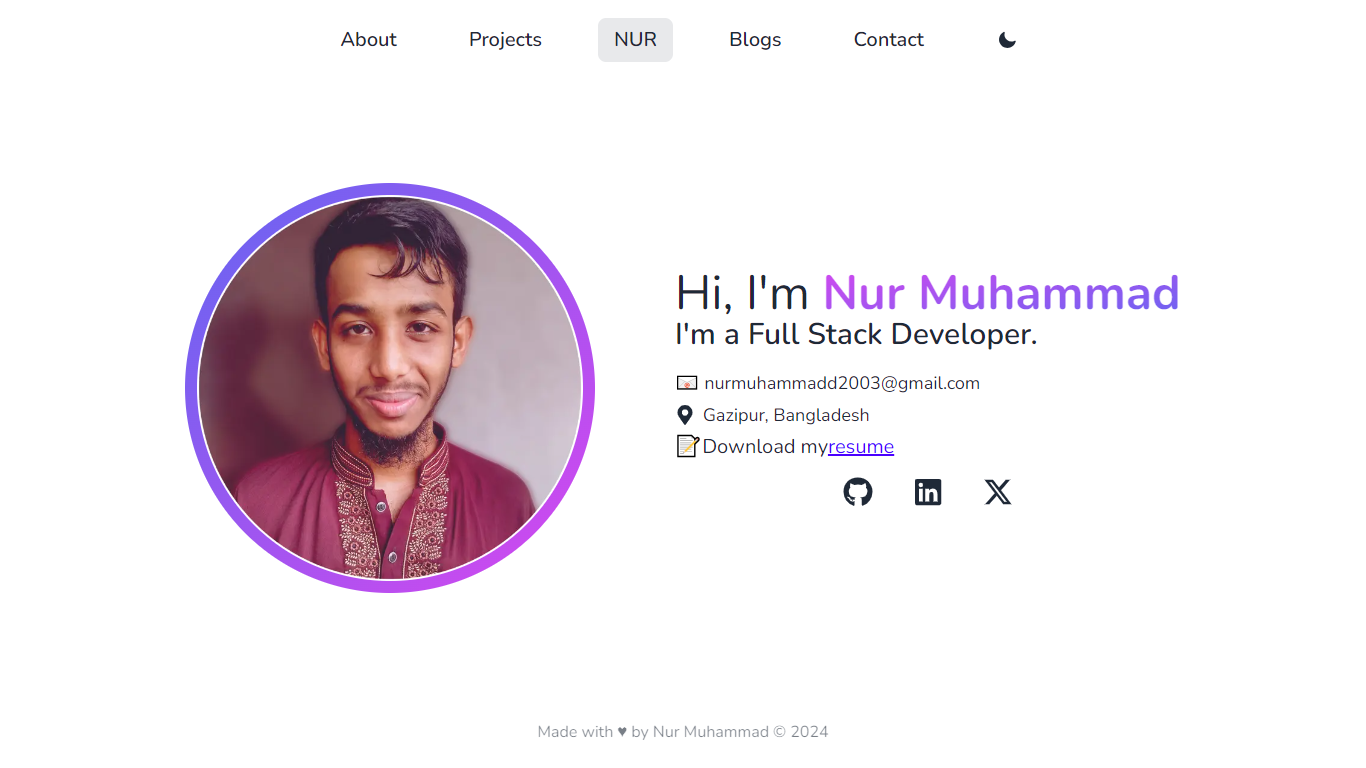 About Projects NUR Blogs Contact
Hi, I'm Nur Muhammad
I'm a Full Stack Developer.
nurmuhammadd2003@gmail.com
Gazipur, Bangladesh
📝Download myresume
Made with ♥ by Nur Muhammad © 2024